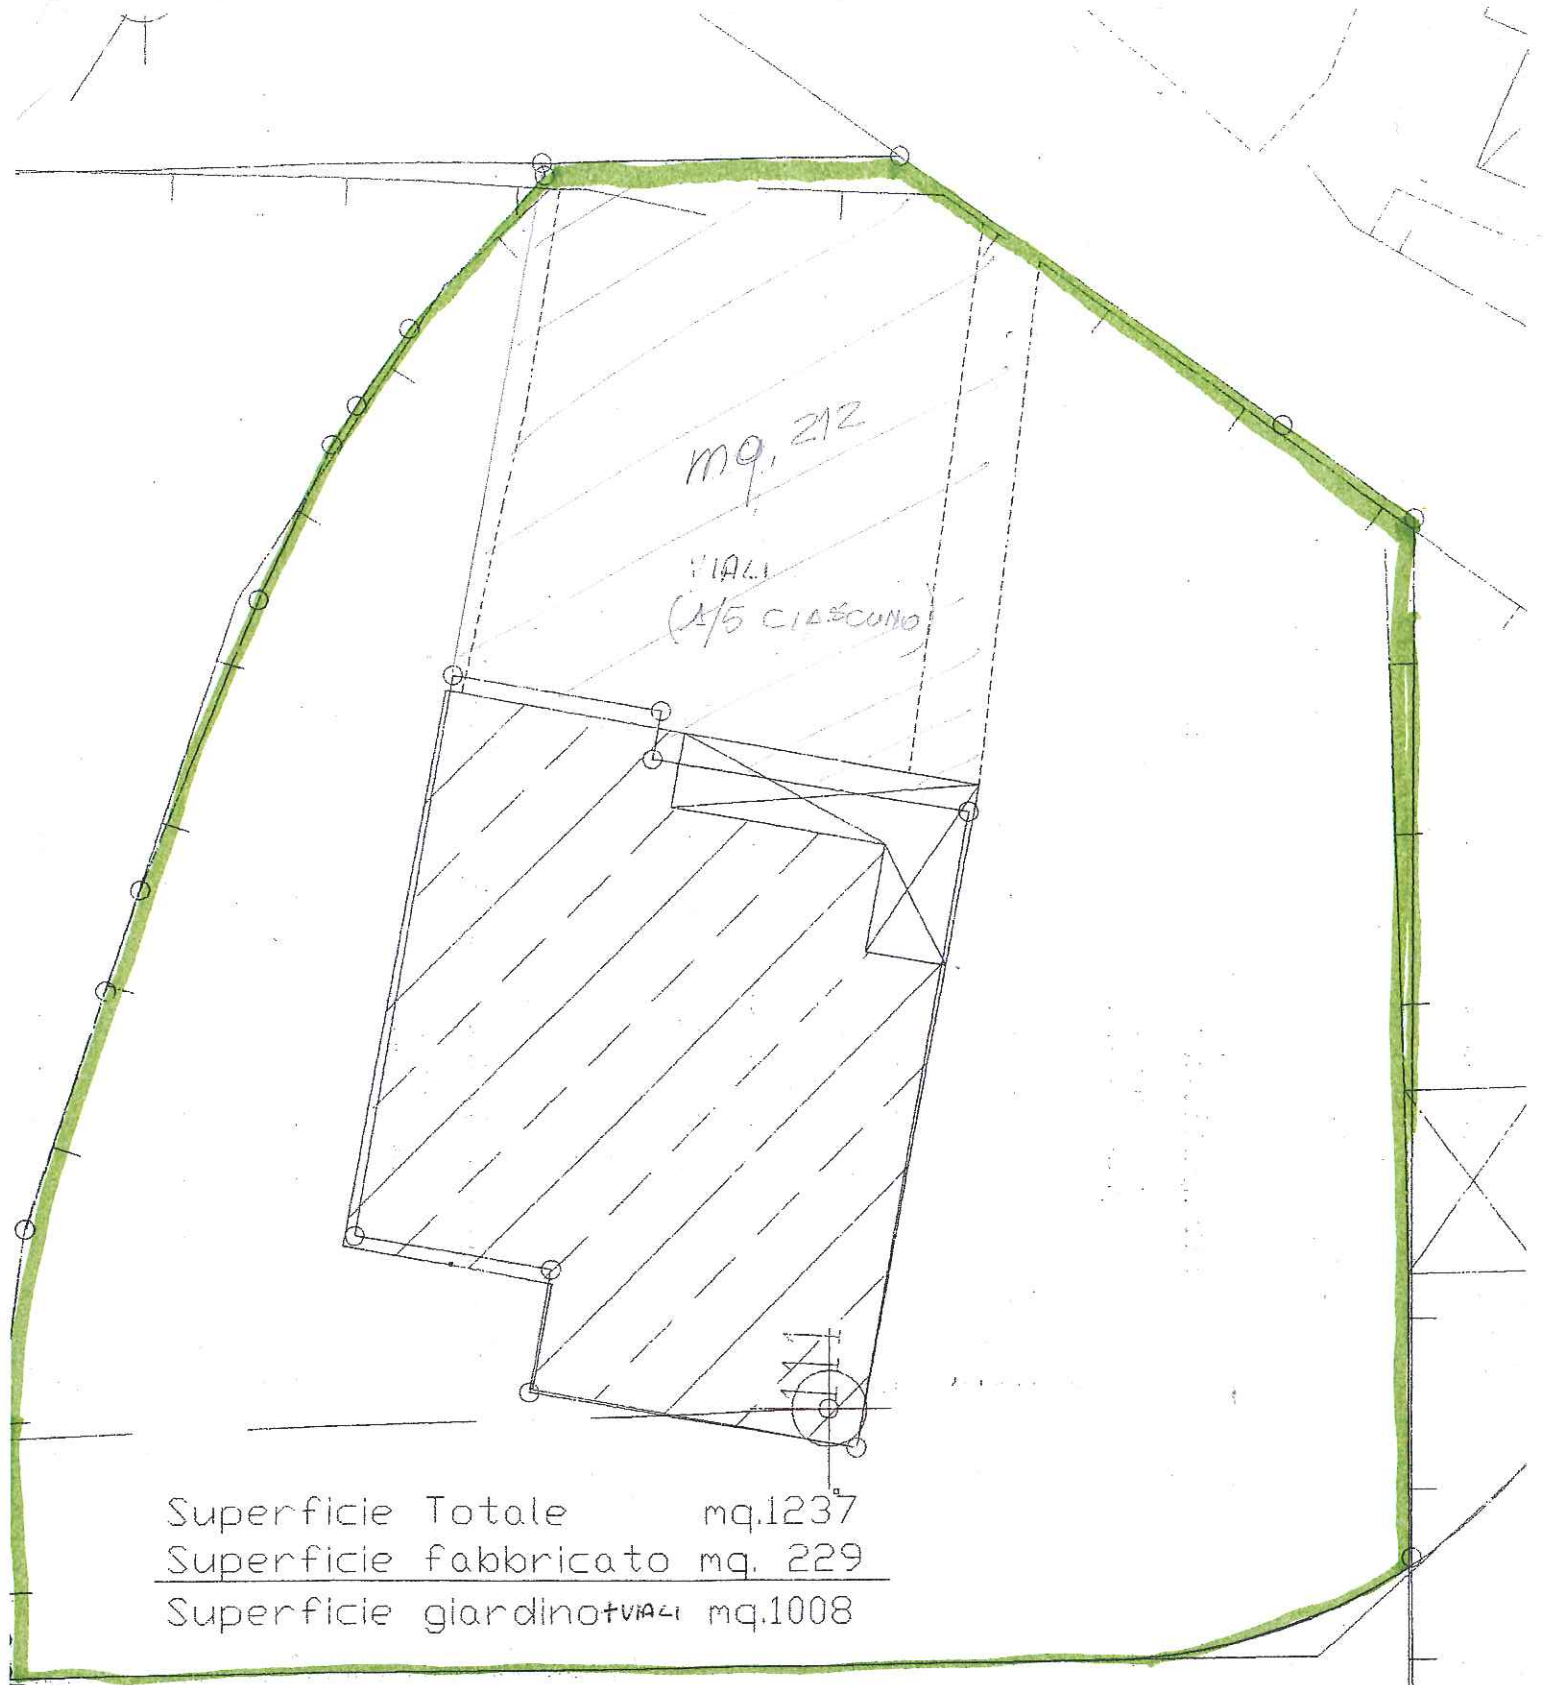 mq. 212
VIALI
(1/5 CIASCUNO)
1111
Superficie Totale mq.1237
Superficie fabbricato mq. 229
Superficie giardino+VIALI mq.1008